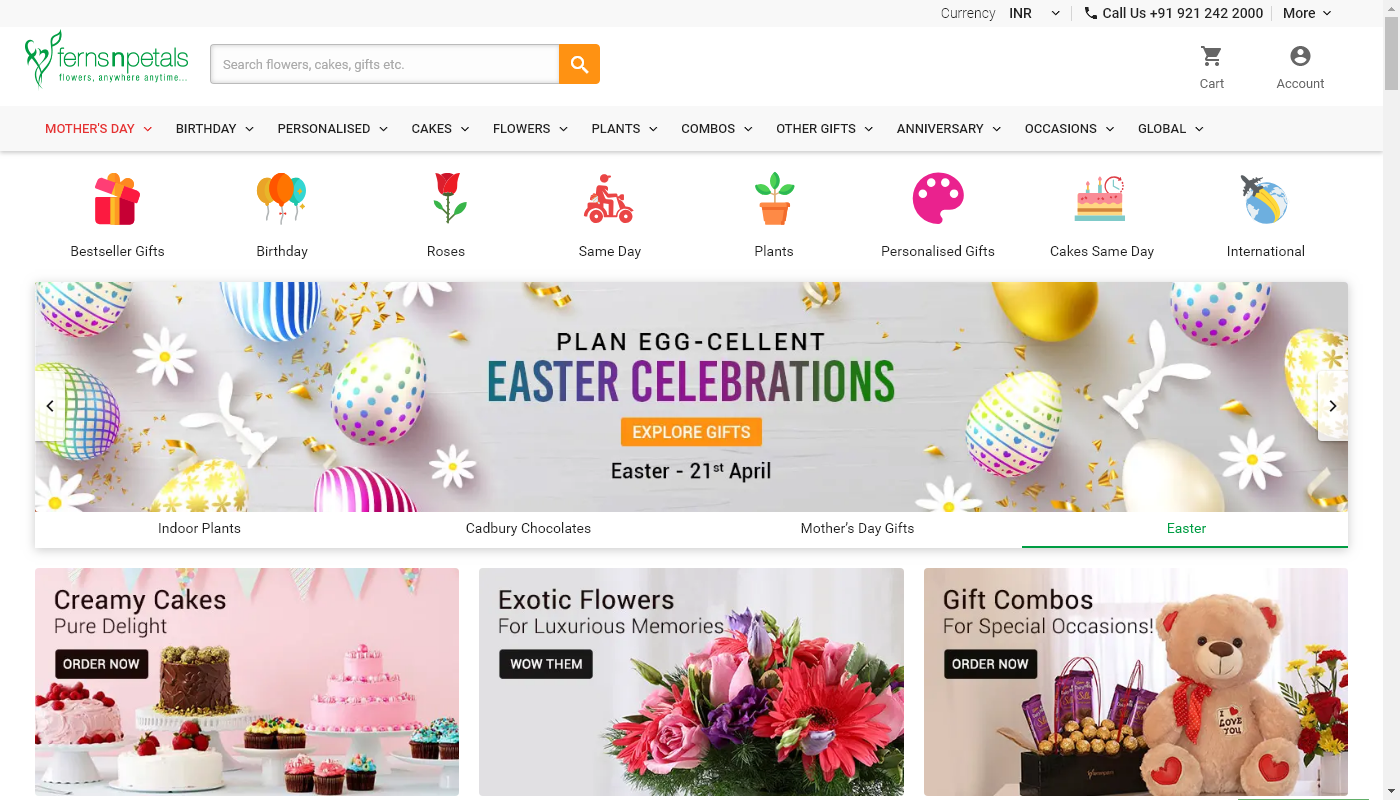 Currency INR Call Us +91 921 242 2000 More
fernsnpetals
flowers, anywhere anytime...
Search flowers, cakes, gifts etc.
Cart Account
MOTHER'S DAY BIRTHDAY PERSONALISED CAKES FLOWERS PLANTS COMBOS OTHER GIFTS ANNIVERSARY OCCASIONS GLOBAL
Bestseller Gifts Birthday Roses Same Day Plants Personalised Gifts Cakes Same Day International
PLAN EGG-CELLENT
EASTER CELEBRATIONS
EXPLORE GIFTS
Easter - 21st April
Indoor Plants Cadbury Chocolates Mother's Day Gifts Easter
Creamy Cakes
Pure Delight
ORDER NOW
Exotic Flowers
For Luxurious Memories
WOW THEM
Gift Combos
For Special Occasions!
ORDER NOW
I
LOVE
YOU